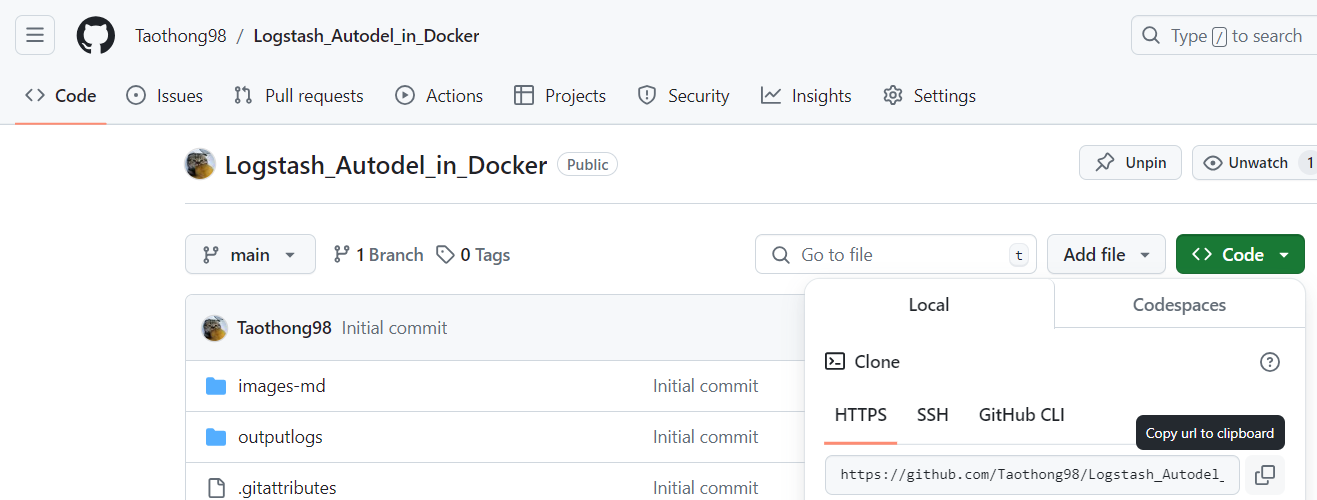 Taothong98 / Logstash_Autodel_in_Docker
Type / to search
Code Issues Pull requests Actions Projects Security Insights Settings
Logstash_Autodel_in_Docker Public
Unpin Unwatch 1
main 1 Branch 0 Tags
Go to file t Add file Code
Local Codespaces
Taothong98 Initial commit
Clone
images-md Initial commit
HTTPS SSH GitHub CLI
Copy url to clipboard
outputlogs Initial commit
https://github.com/Taothong98/Logstash_Autodel_
.gitattributes Initial commit